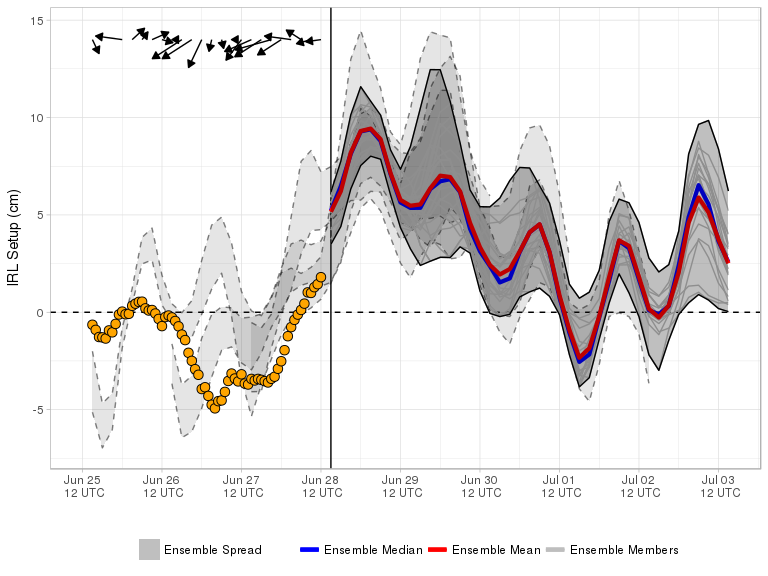 15
10
5
0
-5
IRL Setup (cm)
Jun 25 Jun 26 Jun 27 Jun 28 Jun 29 Jun 30 Jul 01 Jul 02 Jul 03
12 UTC 12 UTC 12 UTC 12 UTC 12 UTC 12 UTC 12 UTC 12 UTC 12 UTC
Ensemble Spread Ensemble Median Ensemble Mean Ensemble Members